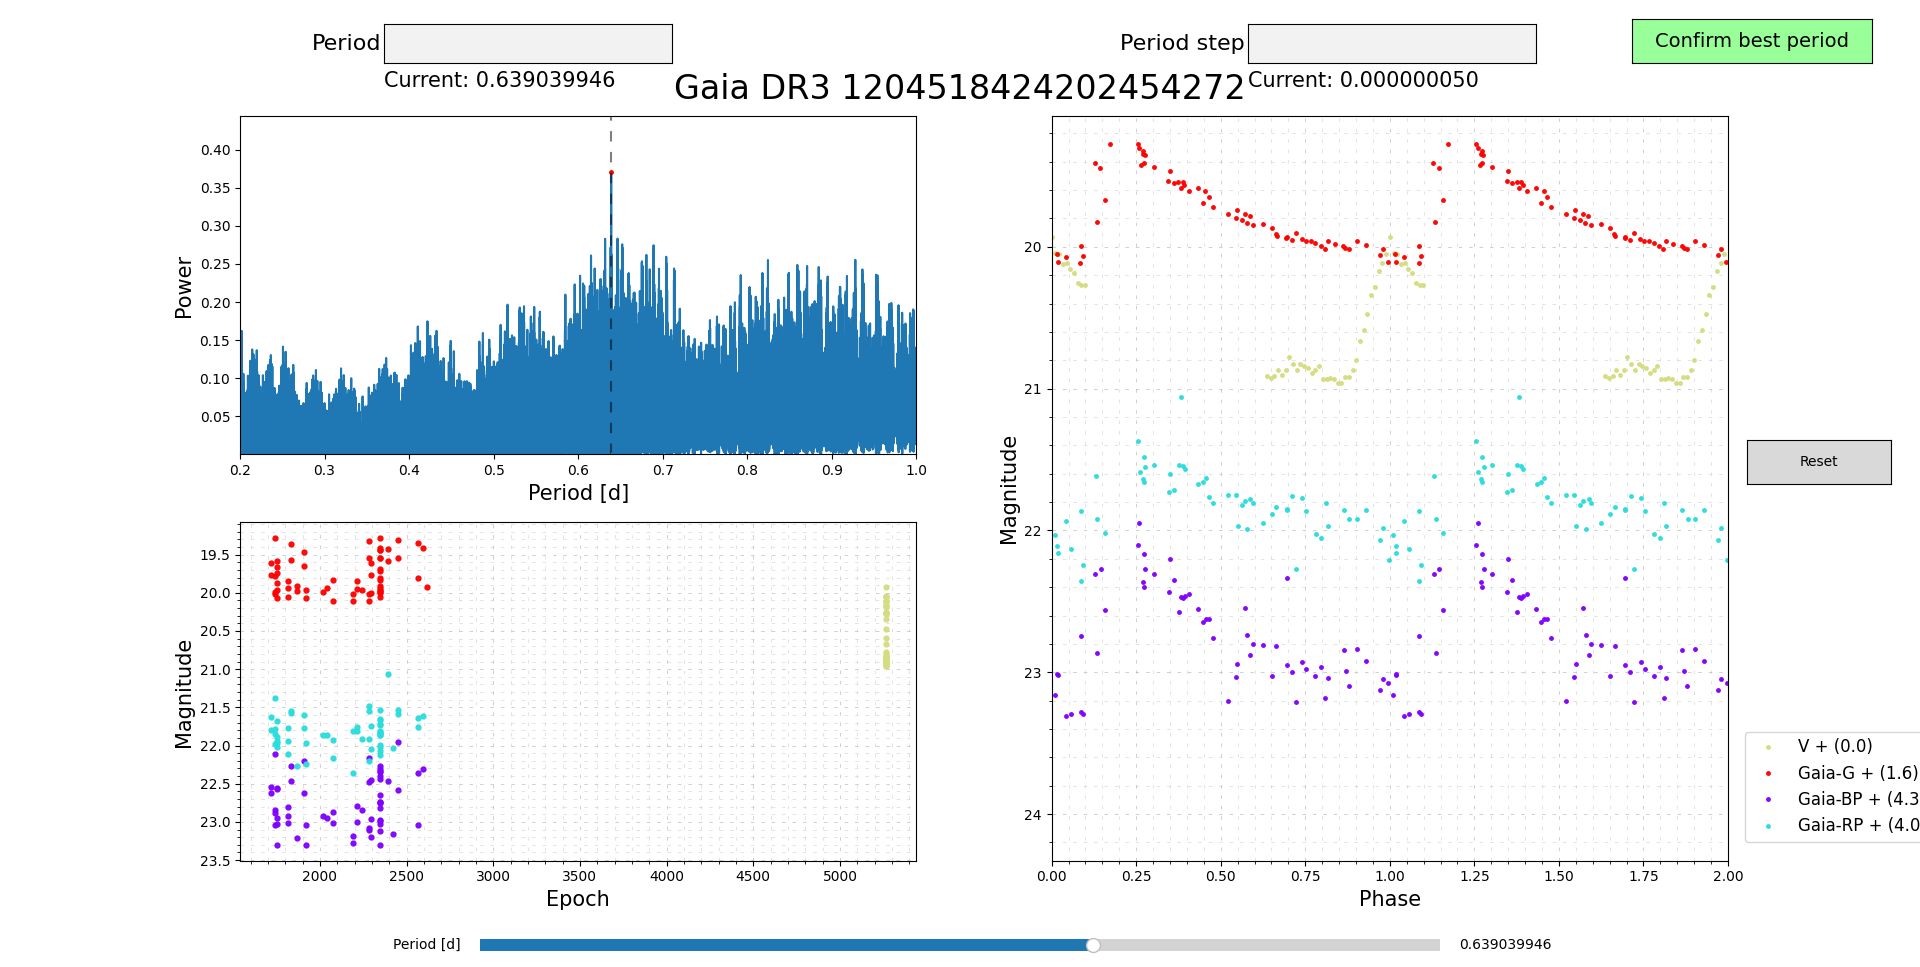 Period
Period step
Confirm best period
Current: 0.639039946
Current: 0.000000050
Gaia DR3 1204518424202454272
Power
0.40
0.35
0.30
0.25
0.20
0.15
0.10
0.05
0.2 0.3 0.4 0.5 0.6 0.7 0.8 0.9 1.0
Period [d]
Magnitude
19.5
20.0
20.5
21.0
21.5
22.0
22.5
23.0
23.5
2000 2500 3000 3500 4000 4500 5000
Epoch
Magnitude
20
21
22
23
24
0.00 0.25 0.50 0.75 1.00 1.25 1.50 1.75 2.00
Phase
Reset
V + (0.0)
Gaia-G + (1.6)
Gaia-BP + (4.3
Gaia-RP + (4.0
Period [d]
0.639039946